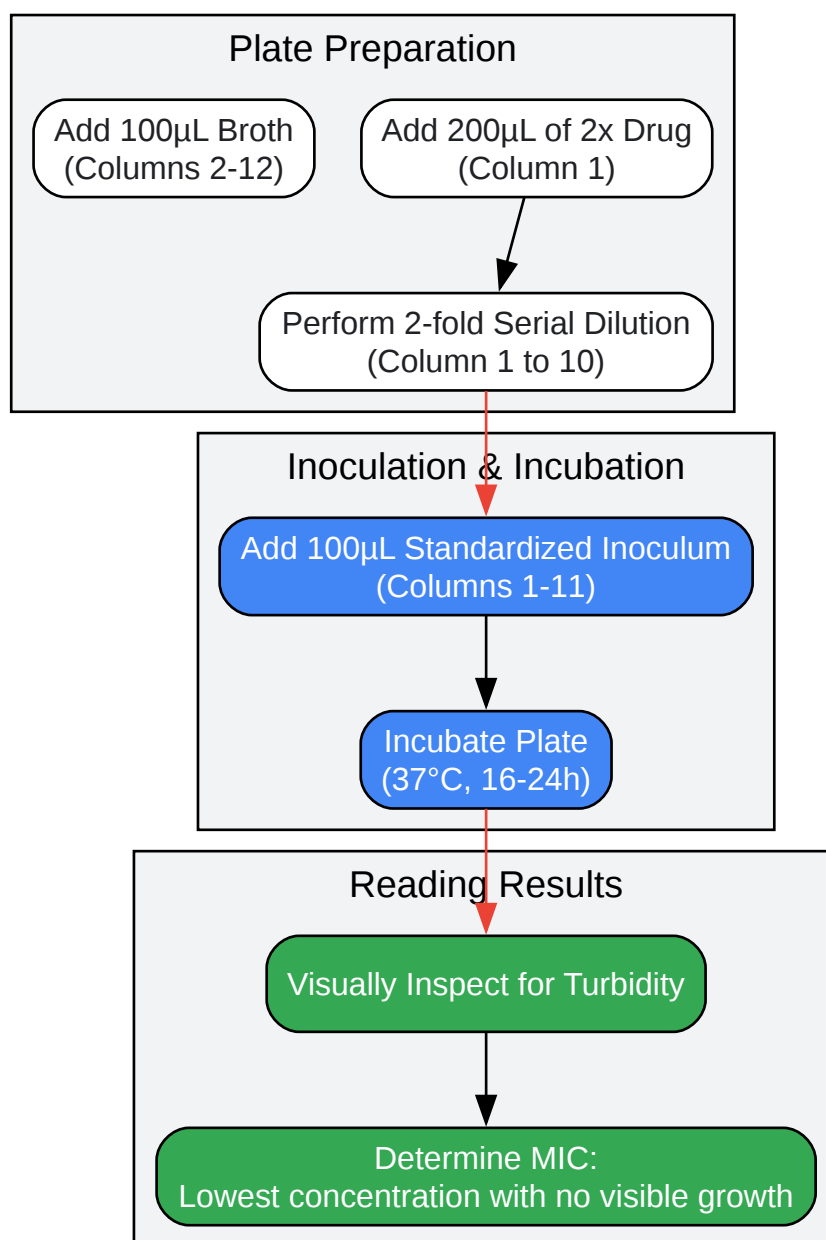 Plate Preparation
Add 100µL Broth
(Columns 2-12)
Add 200µL of 2x Drug
(Column 1)
Perform 2-fold Serial Dilution
(Column 1 to 10)
Inoculation & Incubation
Add 100µL Standardized Inoculum
(Columns 1-11)
Incubate Plate
(37°C, 16-24h)
Reading Results
Visually Inspect for Turbidity
Determine MIC:
Lowest concentration with no visible growth